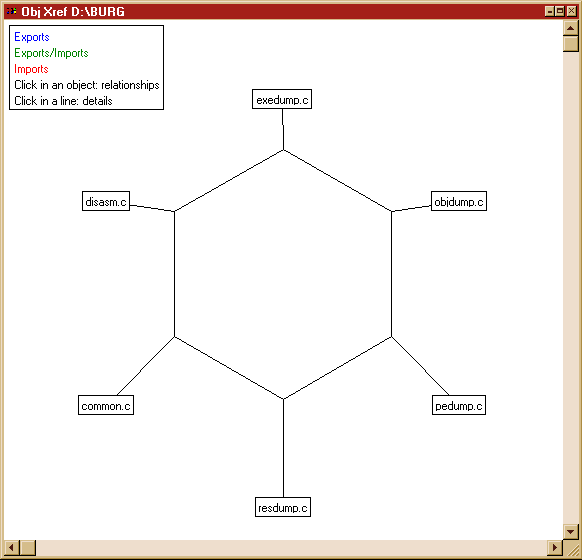 Obj Xref D:\BURG
Exports
Exports/Imports
Imports
Click in an object: relationships
Click in a line: details
exedump.c
disasm.c
objdump.c
common.c
pedump.c
resdump.c